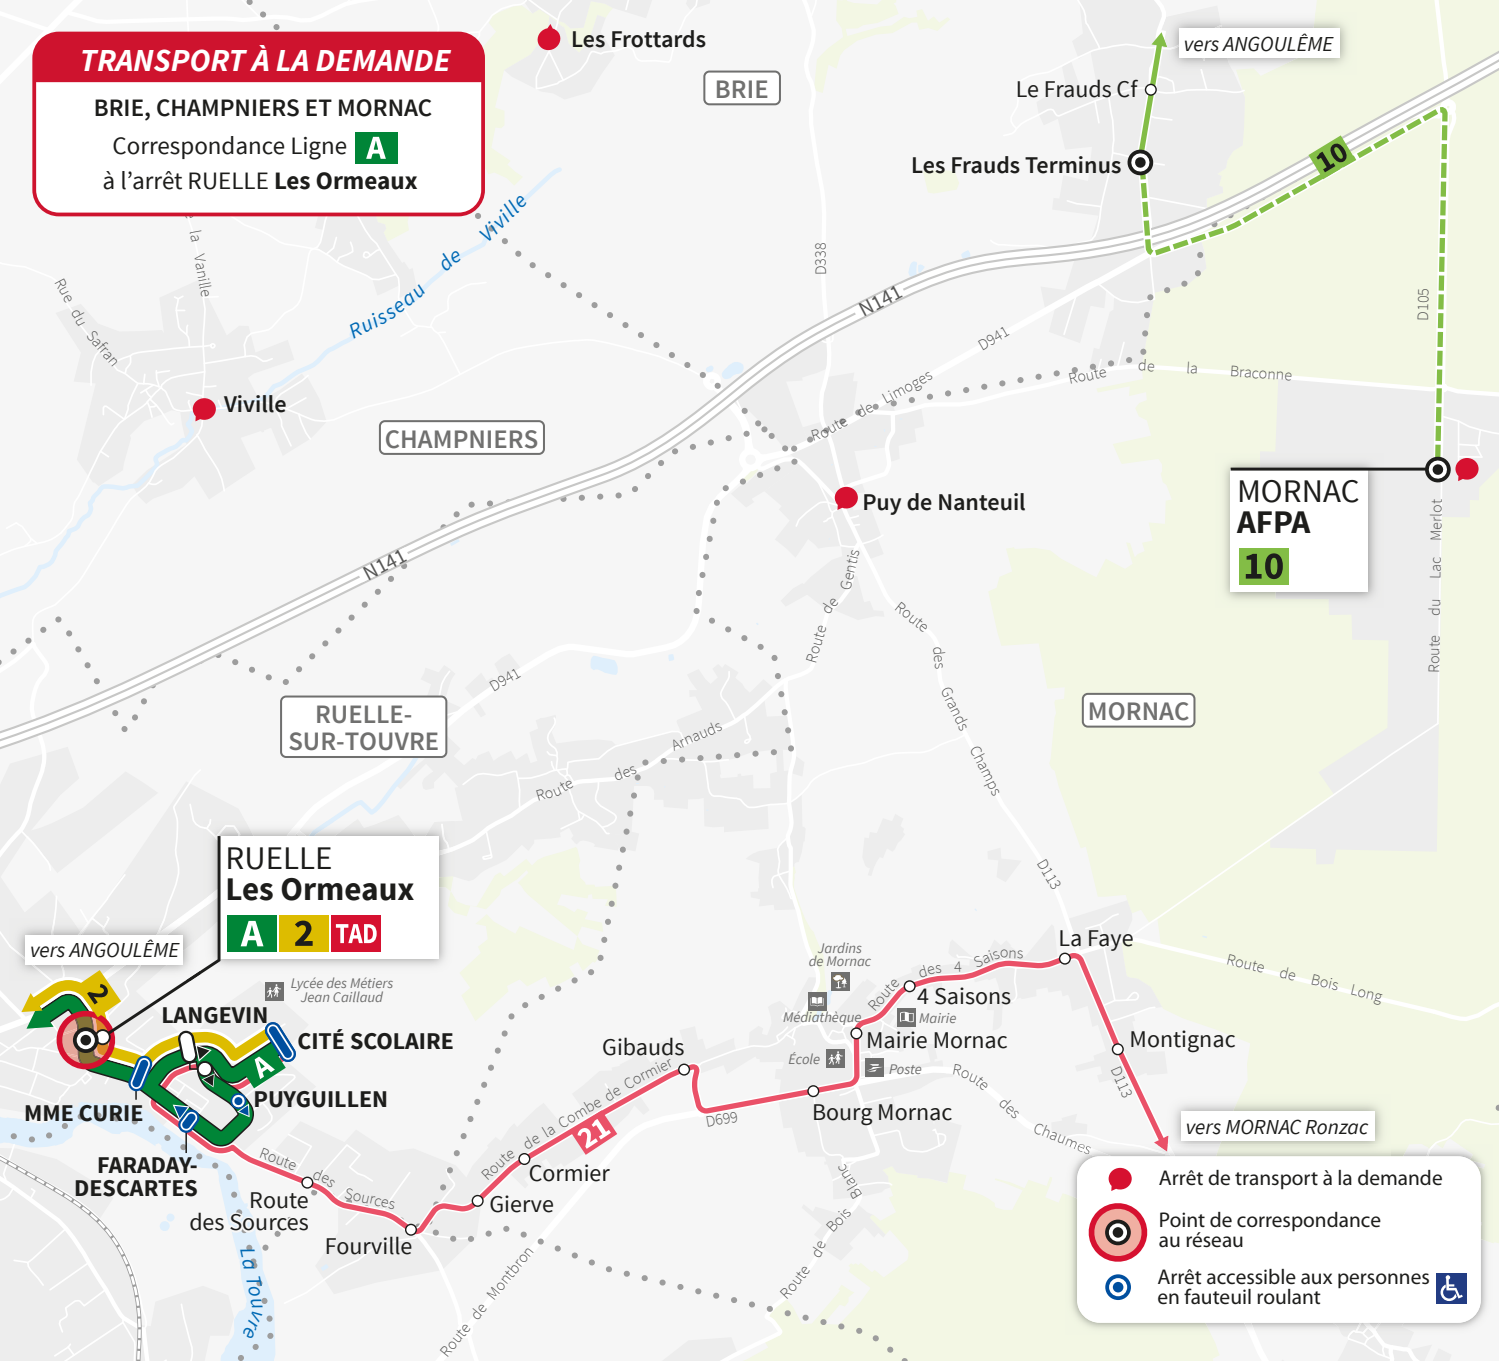 TRANSPORT À LA DEMANDE
BRIE, CHAMPNIERS ET MORNAC
Correspondance Ligne A
à l'arrêt RUELLE Les Ormeaux
Les Frottards
BRIE
vers ANGOULÊME
Le Frauds Cf
Les Frauds Terminus
10
la Vanille
Rue du Safran
Ruisseau de Viville
D338
N141
D941
D105
Route de Limoges
Route de la Braconne
Viville
CHAMPNIERS
Puy de Nanteuil
MORNAC
AFPA
10
N141
Route du Lac Merlot
Route de Gentis
Route des Grands Champs
D941
RUELLE-
SUR-TOUVRE
MORNAC
Route des Arnauds
RUELLE
Les Ormeaux
A 2 TAD
D113
vers ANGOULÊME
2
Lycée des Métiers
Jean Caillaud
LANGEVIN
CITÉ SCOLAIRE
A
PUYGUILLEN
MME CURIE
FARADAY-
DESCARTES
Route des Sources
Route
des Sources
Fourville
Gierve
Cormier
21
Route de la Combe de Cormier
Gibauds
D699
Bourg Mornac
Jardins
de Mornac
Médiathèque
École
Mairie Mornac
Mairie
Poste
4 Saisons
Route des 4 Saisons
La Faye
Route de Bois Long
Montignac
D113
Route des Chaumes
vers MORNAC Ronzac
Route de Bois Blanc
Route de Montbron
La Touvre
Arrêt de transport à la demande
Point de correspondance
au réseau
Arrêt accessible aux personnes
en fauteuil roulant